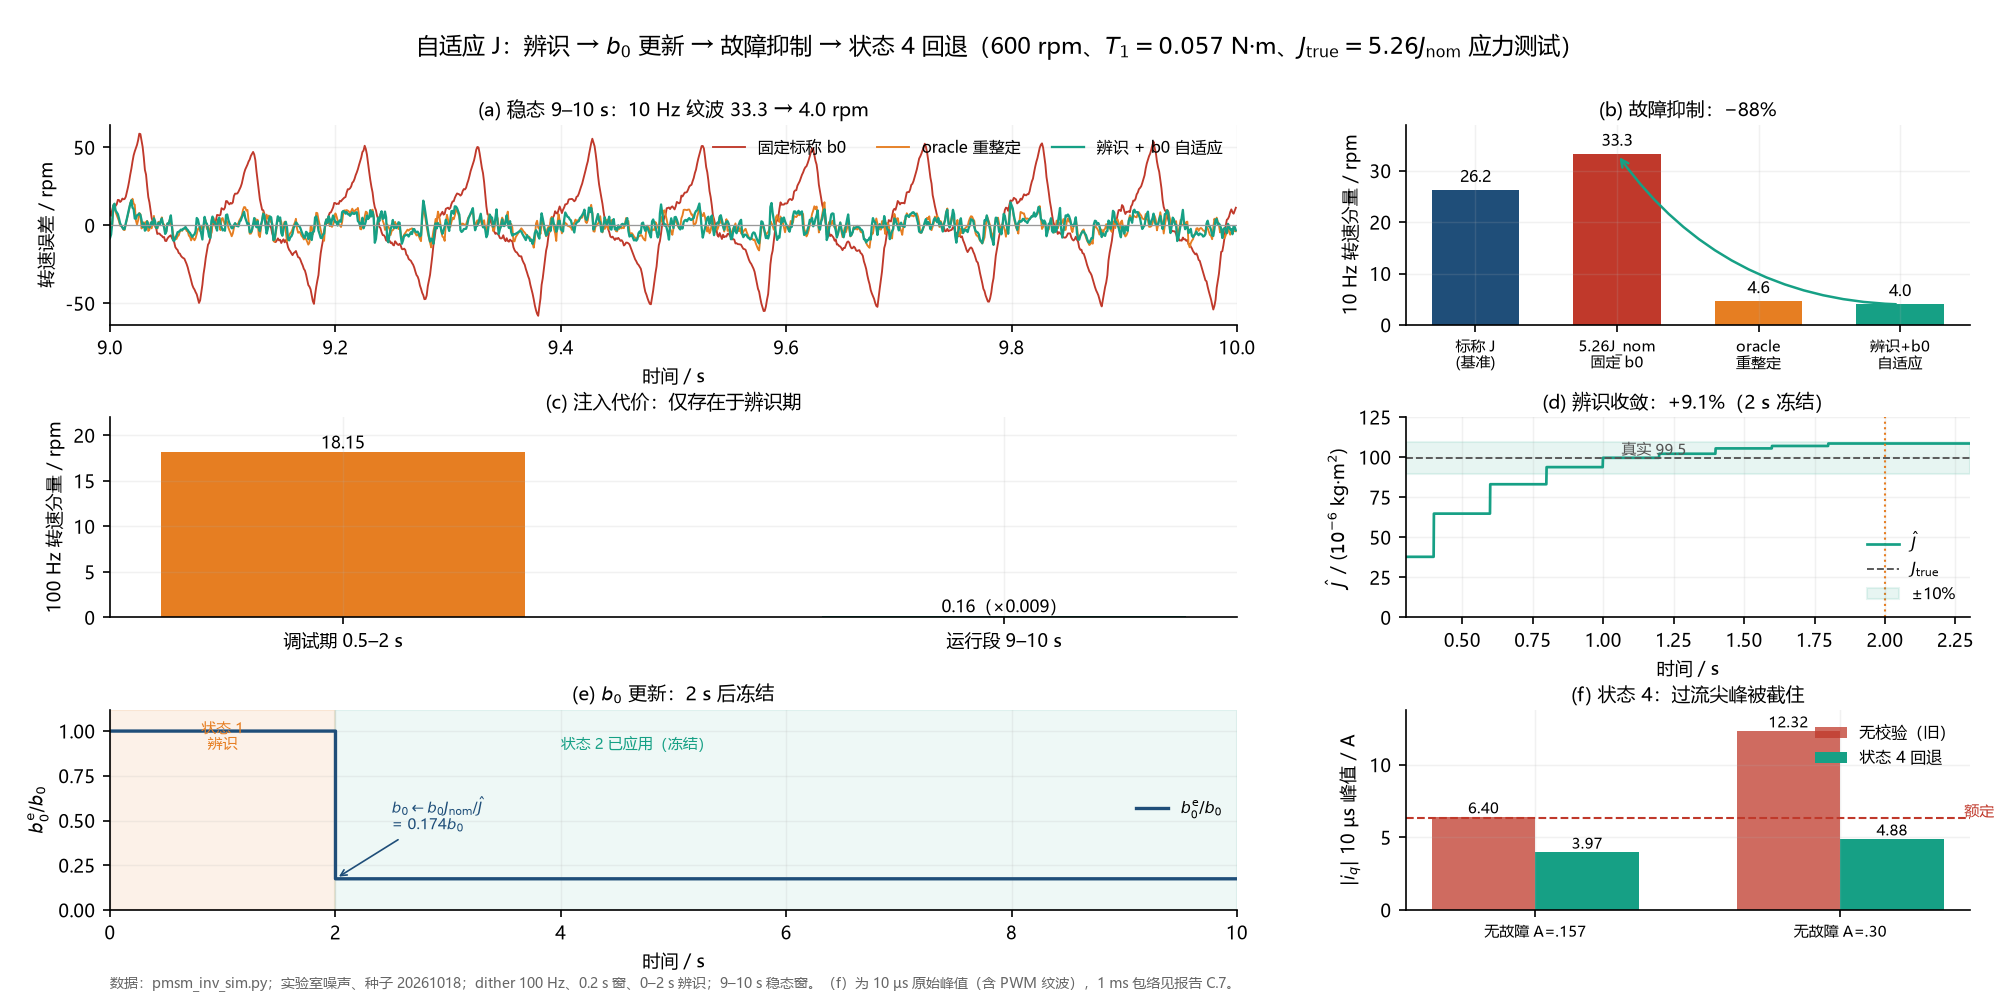 自适应 J：辨识 → b₀ 更新 → 故障抑制 → 状态 4 回退（600 rpm、T₁ = 0.057 N·m、J_true = 5.26J_nom 应力测试）
(a) 稳态 9–10 s：10 Hz 纹波 33.3 → 4.0 rpm
转速误差 / rpm
50
0
-50
固定标称 b0
oracle 重整定
辨识 + b0 自适应
9.0
9.2
9.4
9.6
9.8
10.0
时间 / s
(b) 故障抑制：−88%
10 Hz 转速分量 / rpm
30
20
10
0
26.2
33.3
4.6
4.0
标称 J
(基准)
5.26J_nom
固定 b0
oracle
重整定
辨识+b0
自适应
(c) 注入代价：仅存在于辨识期
100 Hz 转速分量 / rpm
20
15
10
5
0
18.15
0.16（×0.009）
调试期 0.5–2 s
运行段 9–10 s
(d) 辨识收敛：+9.1%（2 s 冻结）
Ĵ / (10⁻⁶ kg·m²)
125
100
75
50
25
0
真实 99.5
Ĵ
J_true
±10%
0.50
0.75
1.00
1.25
1.50
1.75
2.00
2.25
时间 / s
(e) b₀ 更新：2 s 后冻结
b₀ᵉ/b₀
1.00
0.75
0.50
0.25
0.00
状态 1
辨识
状态 2 已应用（冻结）
b₀ ← b₀J_nom/Ĵ
= 0.174b₀
b₀ᵉ/b₀
0
2
4
6
8
10
时间 / s
(f) 状态 4：过流尖峰被截住
|i_q| 10 μs 峰值 / A
10
5
0
6.40
3.97
12.32
4.88
无校验（旧）
状态 4 回退
额定
无故障 A=.157
无故障 A=.30
数据：pmsm_inv_sim.py；实验室噪声、种子 20261018；dither 100 Hz、0.2 s 窗、0–2 s 辨识；9–10 s 稳态窗。（f）为 10 μs 原始峰值（含 PWM 纹波），1 ms 包络见报告 C.7。